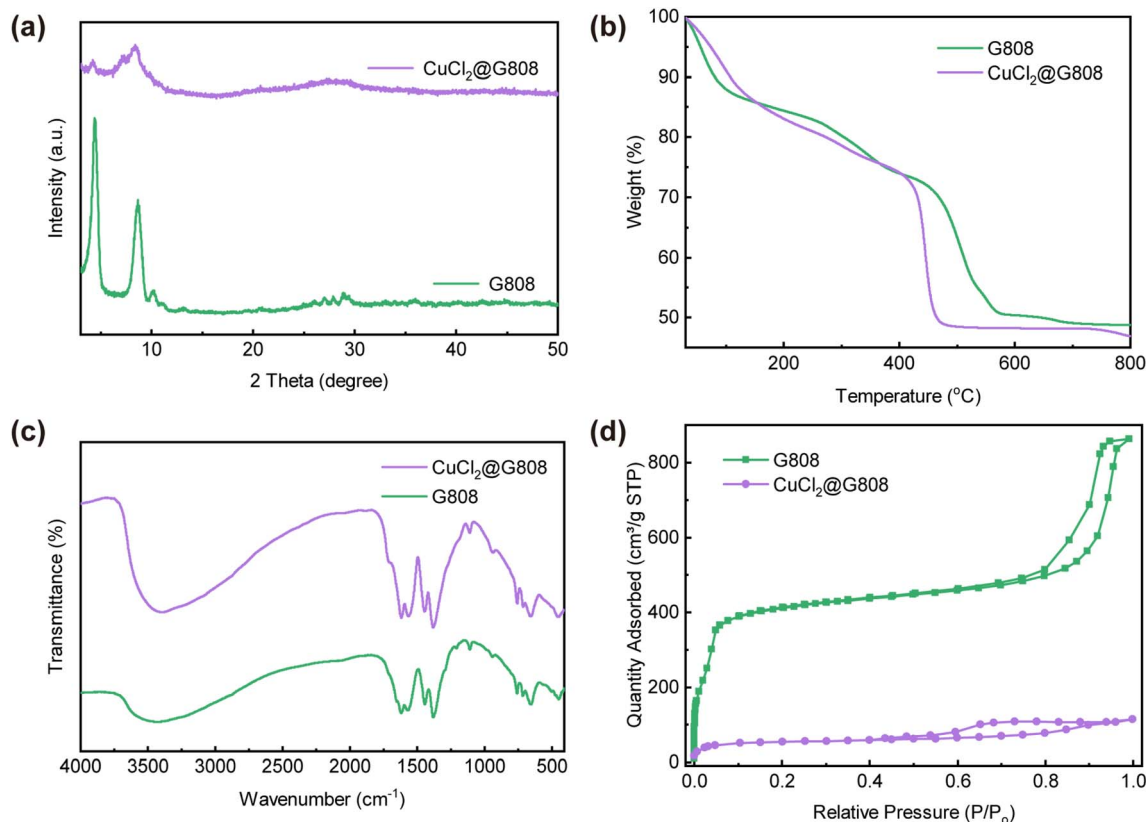 (a)
CuCl₂@G808
G808
Intensity (a.u.)
10 20 30 40 50
2 Theta (degree)
(b)
G808
CuCl₂@G808
Weight (%)
100
90
80
70
60
50
200 400 600 800
Temperature (°C)
(c)
CuCl₂@G808
G808
Transmittance (%)
4000 3500 3000 2500 2000 1500 1000 500
Wavenumber (cm⁻¹)
(d)
G808
CuCl₂@G808
Quantity Adsorbed (cm³/g STP)
800
600
400
200
0
0.0 0.2 0.4 0.6 0.8 1.0
Relative Pressure (P/P₀)